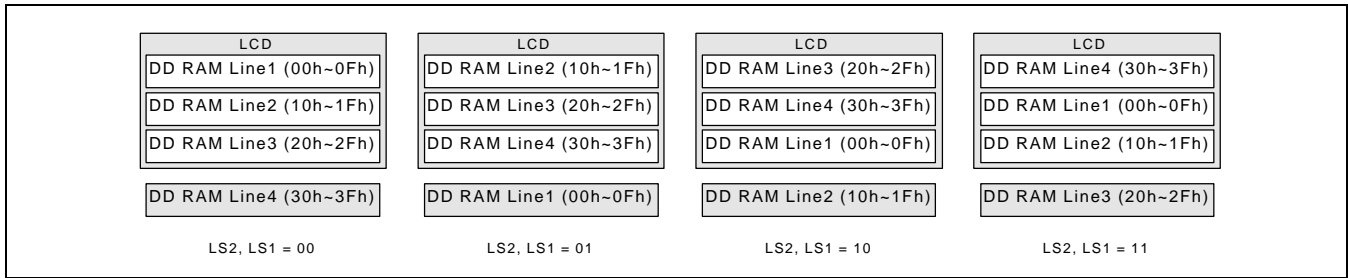 LCD
DD RAM Line1 (00h~0Fh)
DD RAM Line2 (10h~1Fh)
DD RAM Line3 (20h~2Fh)
DD RAM Line4 (30h~3Fh)
LS2, LS1 = 00
LCD
DD RAM Line2 (10h~1Fh)
DD RAM Line3 (20h~2Fh)
DD RAM Line4 (30h~3Fh)
DD RAM Line1 (00h~0Fh)
LS2, LS1 = 01
LCD
DD RAM Line3 (20h~2Fh)
DD RAM Line4 (30h~3Fh)
DD RAM Line1 (00h~0Fh)
DD RAM Line2 (10h~1Fh)
LS2, LS1 = 10
LCD
DD RAM Line4 (30h~3Fh)
DD RAM Line1 (00h~0Fh)
DD RAM Line2 (10h~1Fh)
DD RAM Line3 (20h~2Fh)
LS2, LS1 = 11